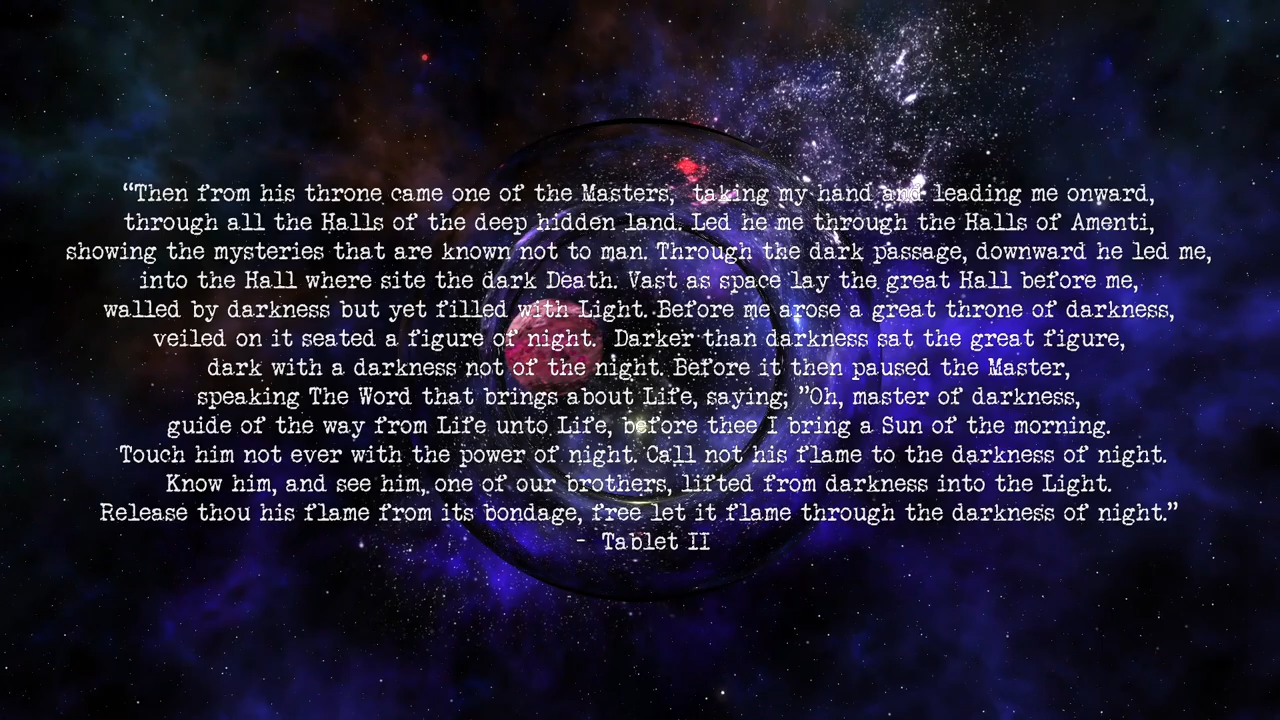 “Then from his throne came one of the Masters, taking my hand and leading me onward,
through all the Halls of the deep hidden land. Led he me through the Halls of Amenti,
showing the mysteries that are known not to man. Through the dark passage, downward he led me,
into the Hall where site the dark Death. Vast as space lay the great Hall before me,
walled by darkness but yet filled with Light. Before me arose a great throne of darkness,
veiled on it seated a figure of night. Darker than darkness sat the great figure,
dark with a darkness not of the night. Before it then paused the Master,
speaking The Word that brings about Life, saying; ”Oh, master of darkness,
guide of the way from Life unto Life, before thee I bring a Sun of the morning.
Touch him not ever with the power of night. Call not his flame to the darkness of night.
Know him, and see him, one of our brothers, lifted from darkness into the Light.
Release thou his flame from its bondage, free let it flame through the darkness of night.”
- Tablet II